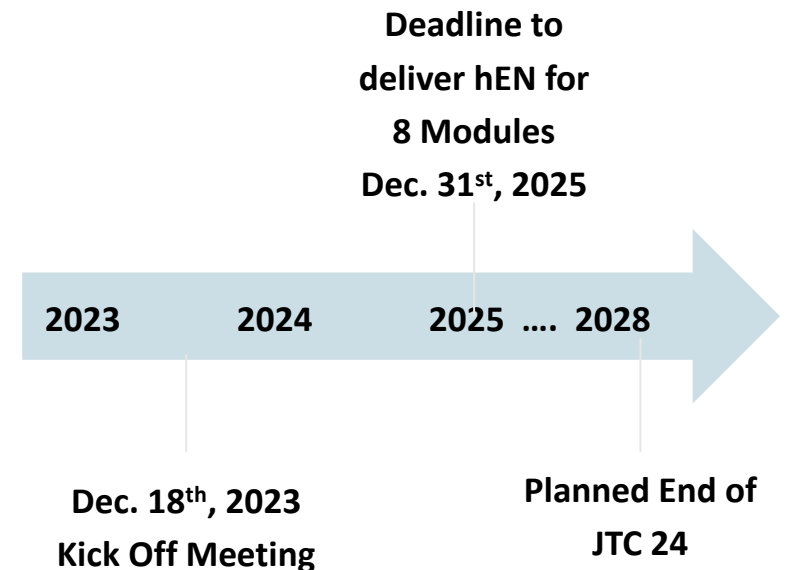 Deadline to
deliver hEN for
8 Modules
Dec. 31st, 2025
2023 2024 2025 .... 2028
Dec. 18th, 2023
Kick Off Meeting
Planned End of
JTC 24